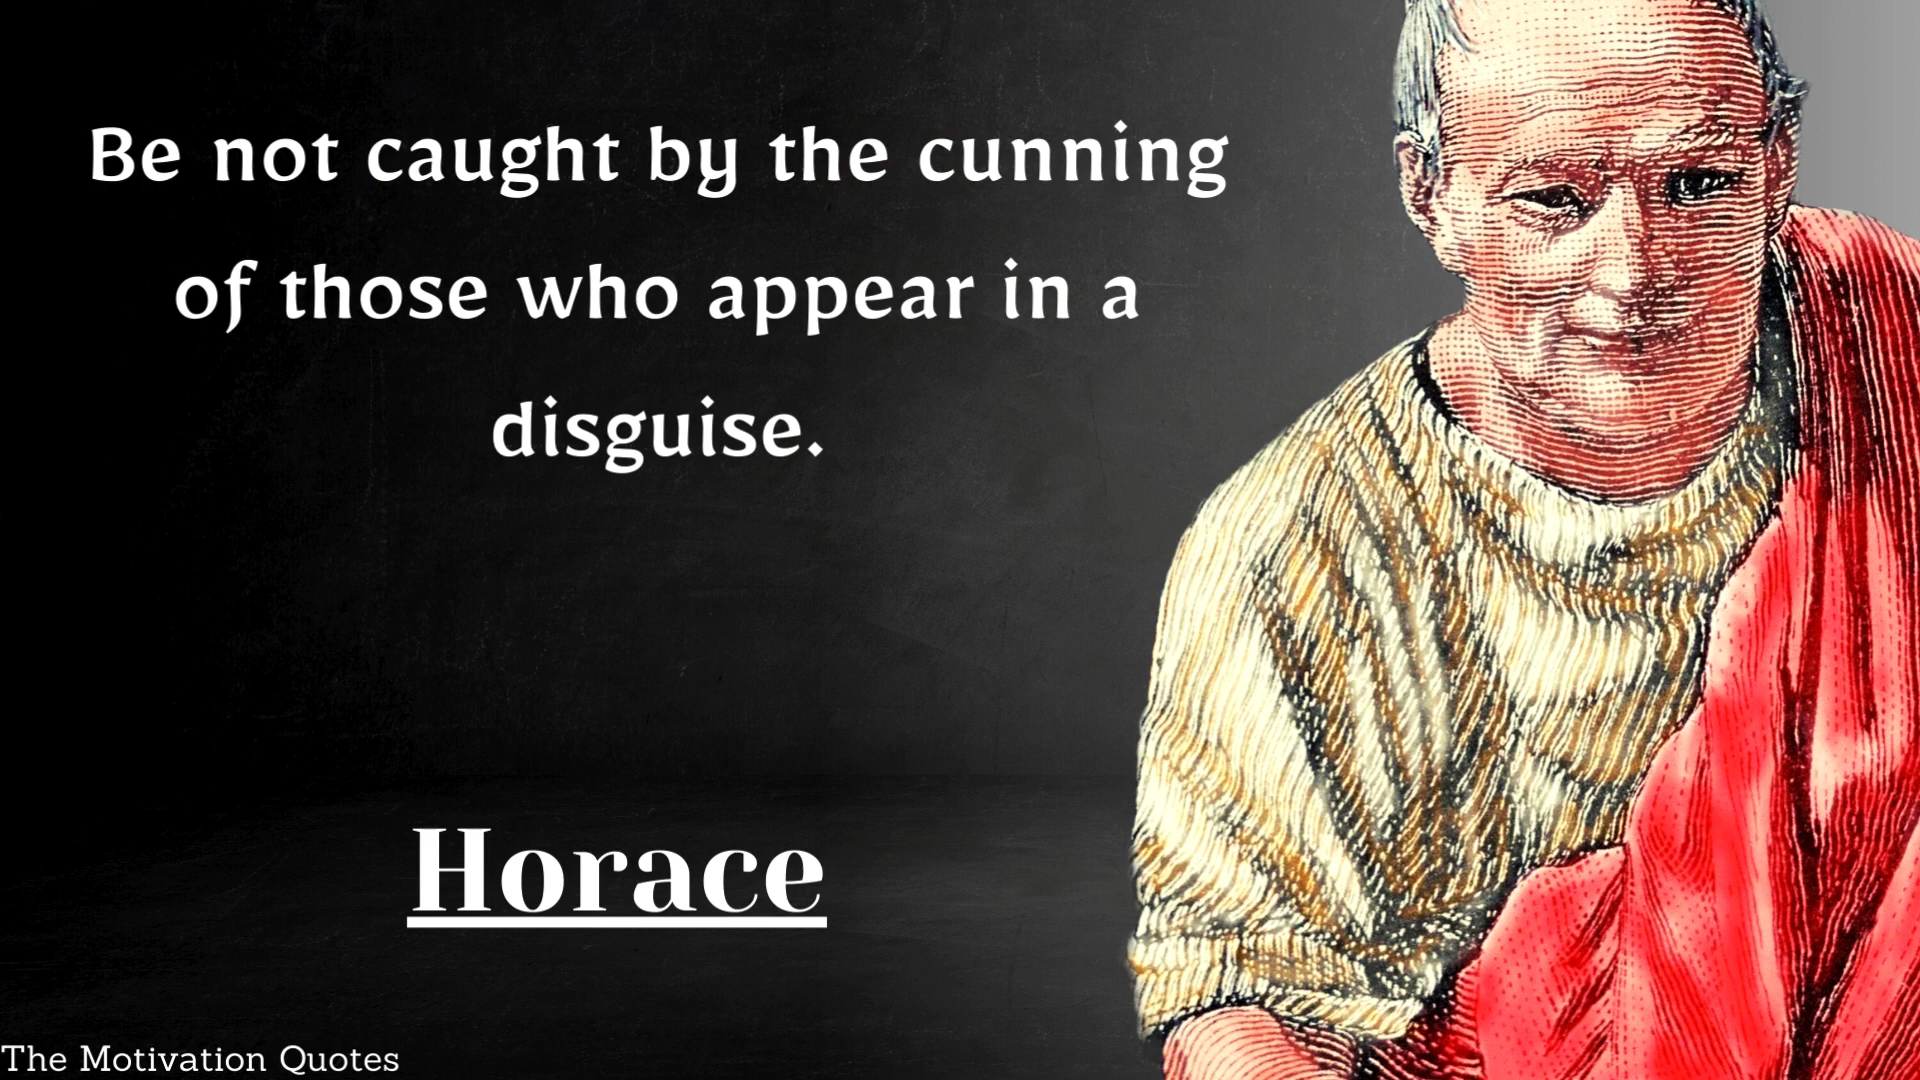 Be not caught by the cunning
of those who appear in a
disguise.
Horace
The Motivation Quotes